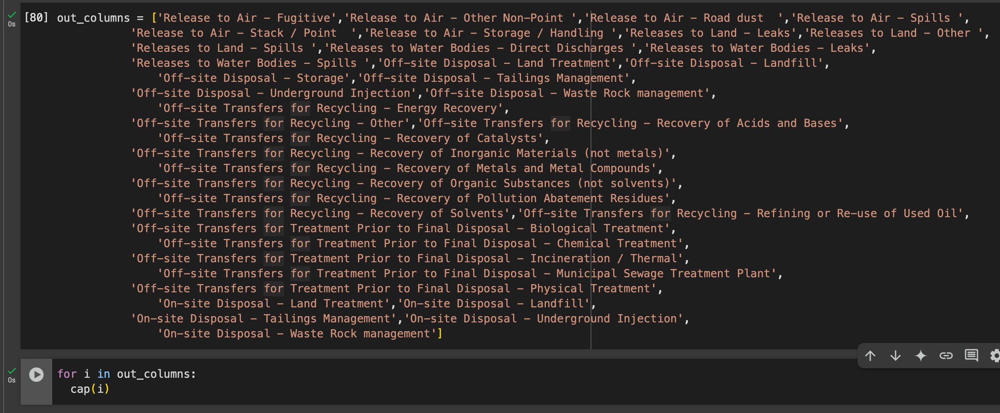 [80] out_columns = ['Release to Air - Fugitive','Release to Air - Other Non-Point ','Release to Air - Road dust  ','Release to Air - Spills ',
'Release to Air - Stack / Point  ','Release to Air - Storage / Handling ','Releases to Land - Leaks','Releases to Land - Other ',
0s
'Releases to Land - Spills ','Releases to Water Bodies - Direct Discharges ','Releases to Water Bodies - Leaks',
'Releases to Water Bodies - Spills ','Off-site Disposal - Land Treatment','Off-site Disposal - Landfill',
'Off-site Disposal - Storage','Off-site Disposal - Tailings Management',
'Off-site Disposal - Underground Injection','Off-site Disposal - Waste Rock management',
'Off-site Transfers for Recycling - Energy Recovery',
'Off-site Transfers for Recycling - Other','Off-site Transfers for Recycling - Recovery of Acids and Bases',
'Off-site Transfers for Recycling - Recovery of Catalysts',
'Off-site Transfers for Recycling - Recovery of Inorganic Materials (not metals)',
'Off-site Transfers for Recycling - Recovery of Metals and Metal Compounds',
'Off-site Transfers for Recycling - Recovery of Organic Substances (not solvents)',
'Off-site Transfers for Recycling - Recovery of Pollution Abatement Residues',
'Off-site Transfers for Recycling - Recovery of Solvents','Off-site Transfers for Recycling - Refining or Re-use of Used Oil',
'Off-site Transfers for Treatment Prior to Final Disposal - Biological Treatment',
'Off-site Transfers for Treatment Prior to Final Disposal - Chemical Treatment',
'Off-site Transfers for Treatment Prior to Final Disposal - Incineration / Thermal',
'Off-site Transfers for Treatment Prior to Final Disposal - Municipal Sewage Treatment Plant',
'Off-site Transfers for Treatment Prior to Final Disposal - Physical Treatment',
'On-site Disposal - Land Treatment','On-site Disposal - Landfill',
'On-site Disposal - Tailings Management','On-site Disposal - Underground Injection',
'On-site Disposal - Waste Rock management']
for i in out_columns:
0s
cap(i)